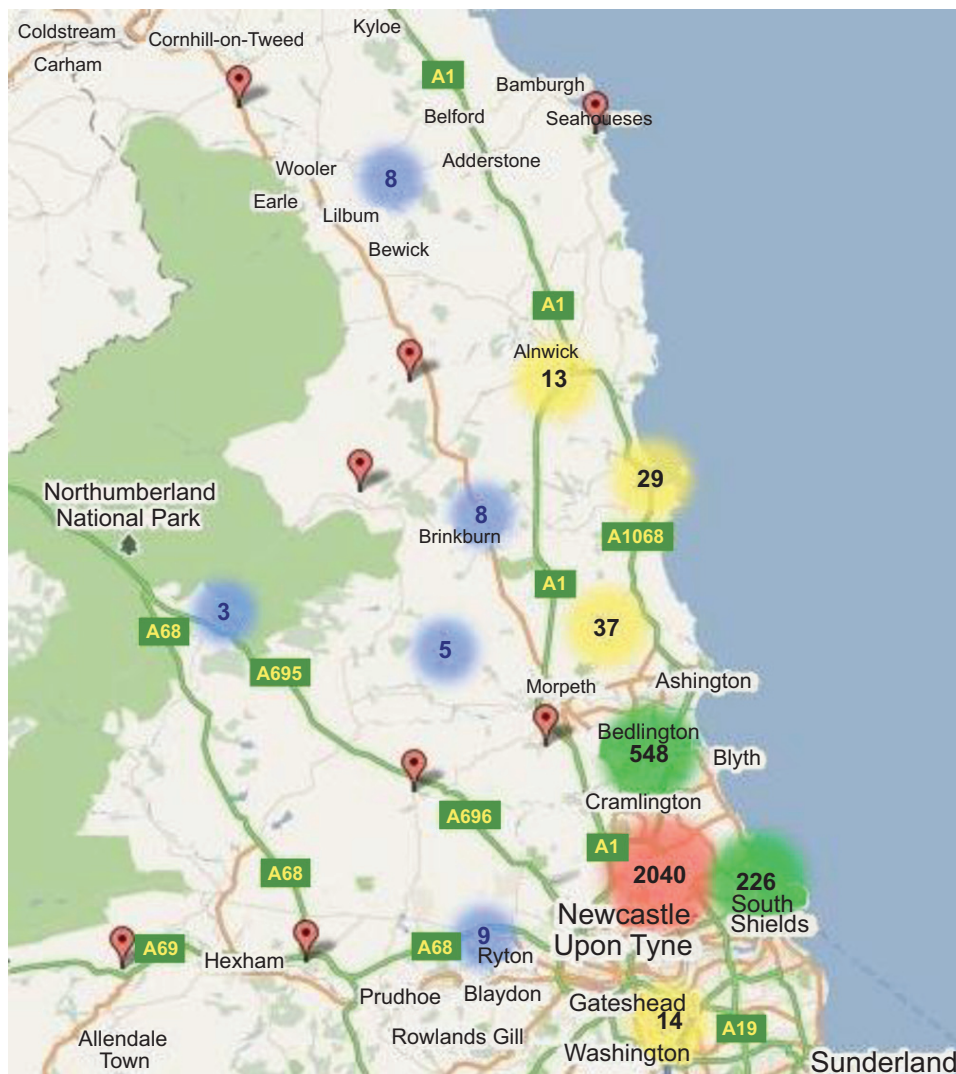 Kyloe
Coldstream
Cornhill-on-Tweed
Carham
A1
Bamburgh
Belford
Seahoueses
Adderstone
Wooler
8
Earle
Lilbum
Bewick
A1
Alnwick
13
29
Northumberland
National Park
8
Brinkburn
A1068
A1
3
A68
37
5
A695
Morpeth
Ashington
Bedlington
548
Blyth
Cramlington
A696
A1
A68
2040
226
South
Shields
Newcastle
Upon Tyne
A69
Hexham
A68
9
Ryton
Prudhoe
Blaydon
Gateshead
14
A19
Allendale
Town
Rowlands Gill
Washington
Sunderland